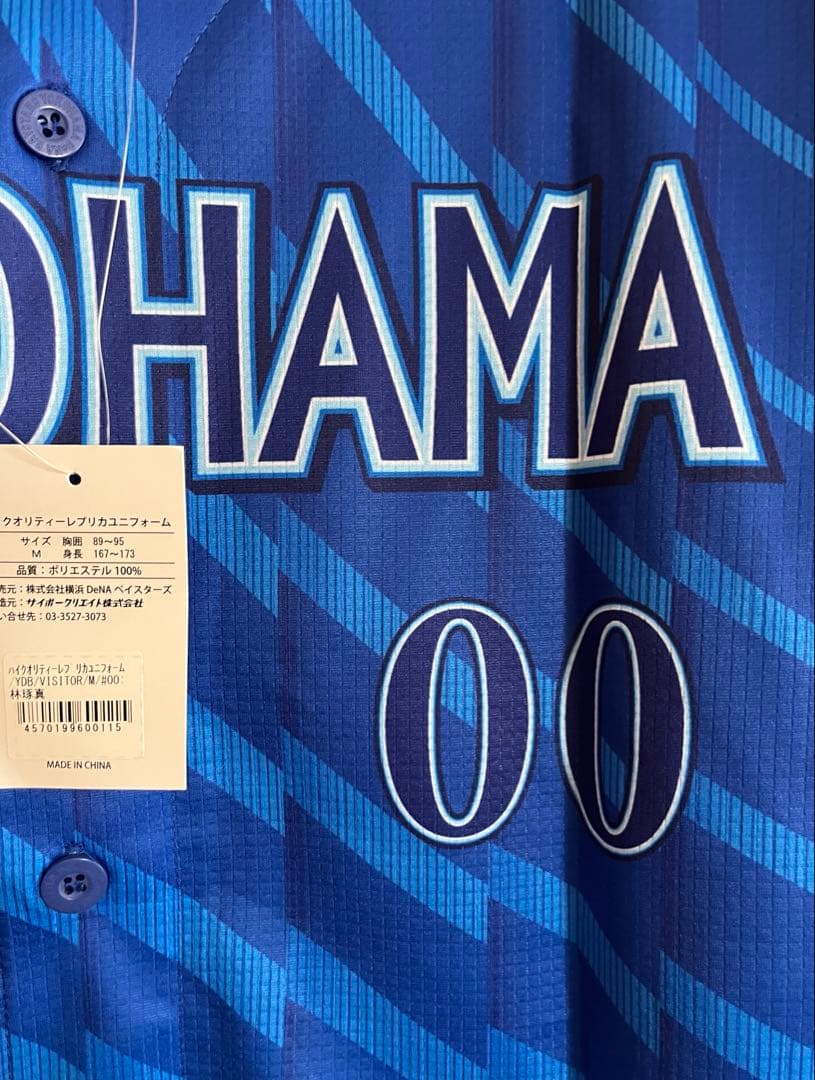 OHAMA
クオリティーレプリカユニフォーム
サイズ 胸囲 89〜95
M 身長 167〜173
品質：ポリエステル 100%
売元：株式会社横浜 DeNA ベイスターズ
造元：サイボークリエイト株式会社
い合せ先：03-3527-3073
00
ハイクオリティーレプリカユニフォーム
/YDB/VISITOR/M/#00:
林琢真
4570199600115
MADE IN CHINA